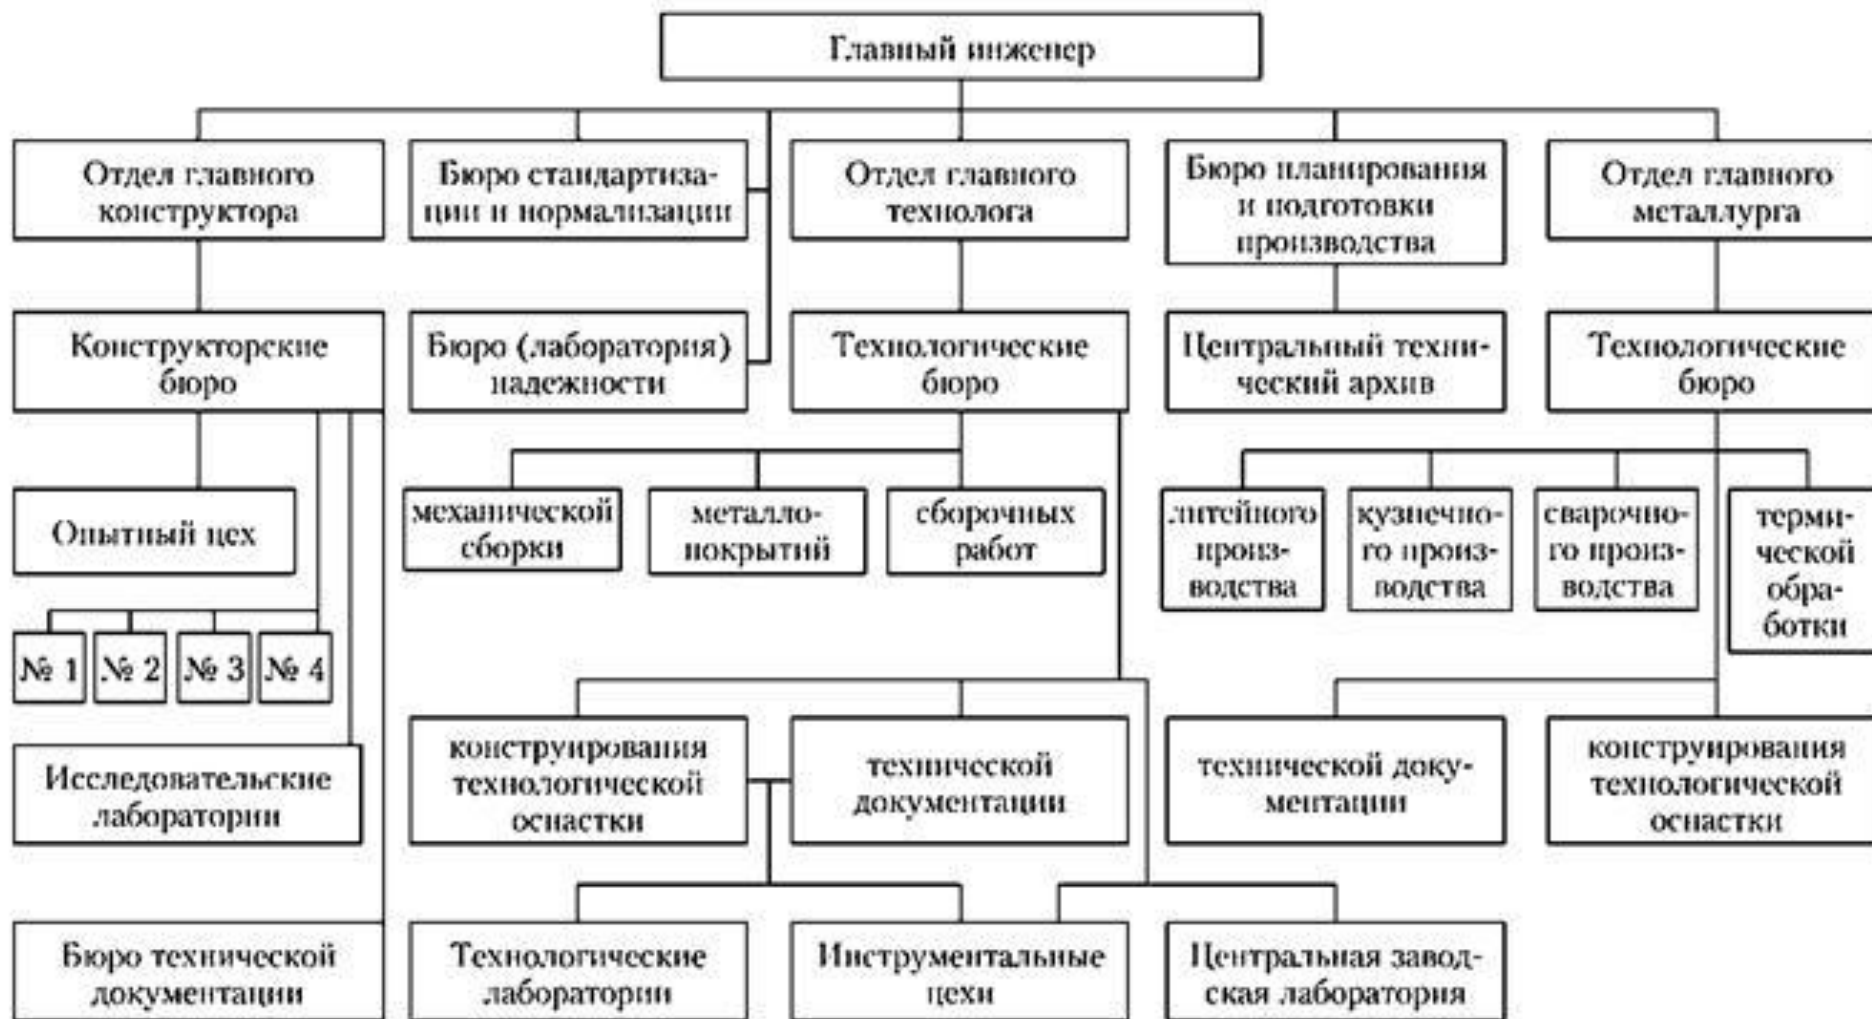 Главный инженер
Отдел главного
конструктора
Бюро стандартиза-
ции и нормализации
Отдел главного
технолога
Бюро планирования
и подготовки
производства
Отдел главного
металлурга
Конструкторские
бюро
Бюро (лаборатория)
надежности
Технологические
бюро
Центральный техни-
ческий архив
Технологические
бюро
Опытный цех
механической
сборки
металло-
покрытий
сборочных
работ
литейного
произ-
водства
кузнечно-
го произ-
водства
сварочно-
го произ-
водства
терми-
ческой
обра-
ботки
№ 1
№ 2
№ 3
№ 4
Исследовательские
лаборатории
конструирования
технологической
оснастки
технической
документации
технической доку-
ментации
конструирования
технологической
оснастки
Бюро технической
документации
Технологические
лаборатории
Инструментальные
цехи
Центральная завод-
ская лаборатория